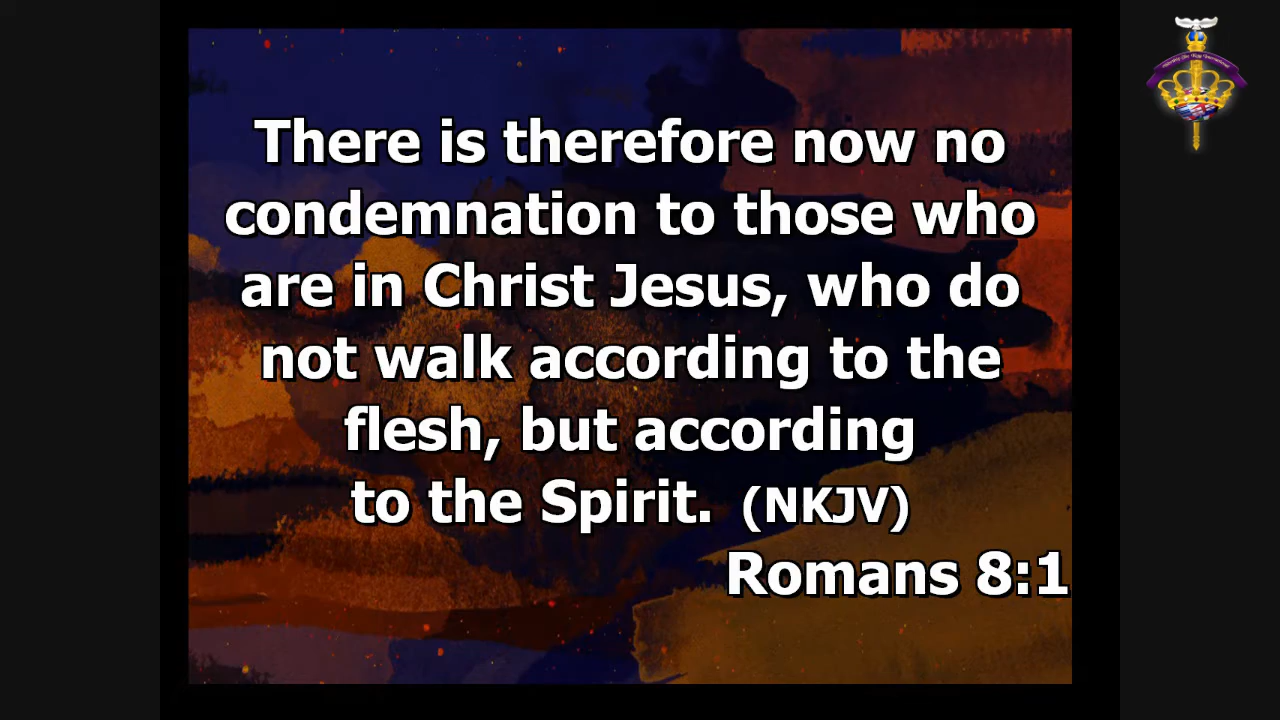 There is therefore now no
condemnation to those who
are in Christ Jesus, who do
not walk according to the
flesh, but according
to the Spirit. (NKJV)
Romans 8:1